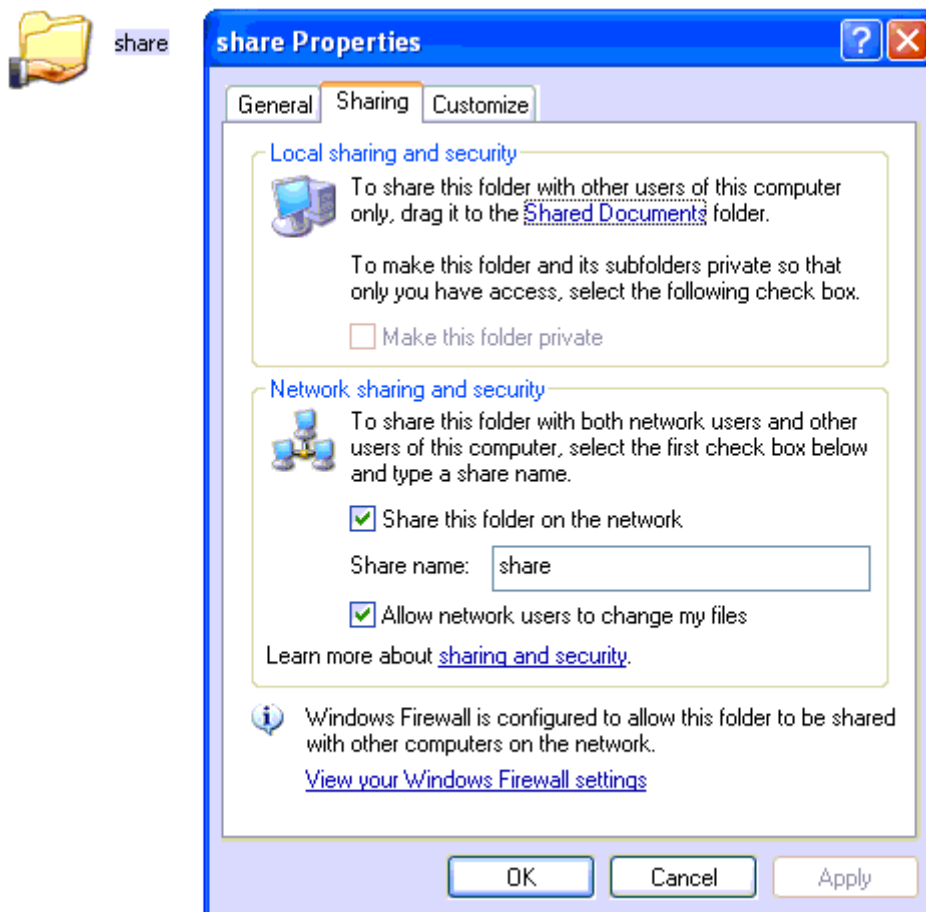 share
share Properties
General Sharing Customize
Local sharing and security
To share this folder with other users of this computer
only, drag it to the Shared Documents folder.
To make this folder and its subfolders private so that
only you have access, select the following check box.
Make this folder private
Network sharing and security
To share this folder with both network users and other
users of this computer, select the first check box below
and type a share name.
Share this folder on the network
Share name: share
Allow network users to change my files
Learn more about sharing and security.
Windows Firewall is configured to allow this folder to be shared
with other computers on the network.
View your Windows Firewall settings
OK Cancel Apply